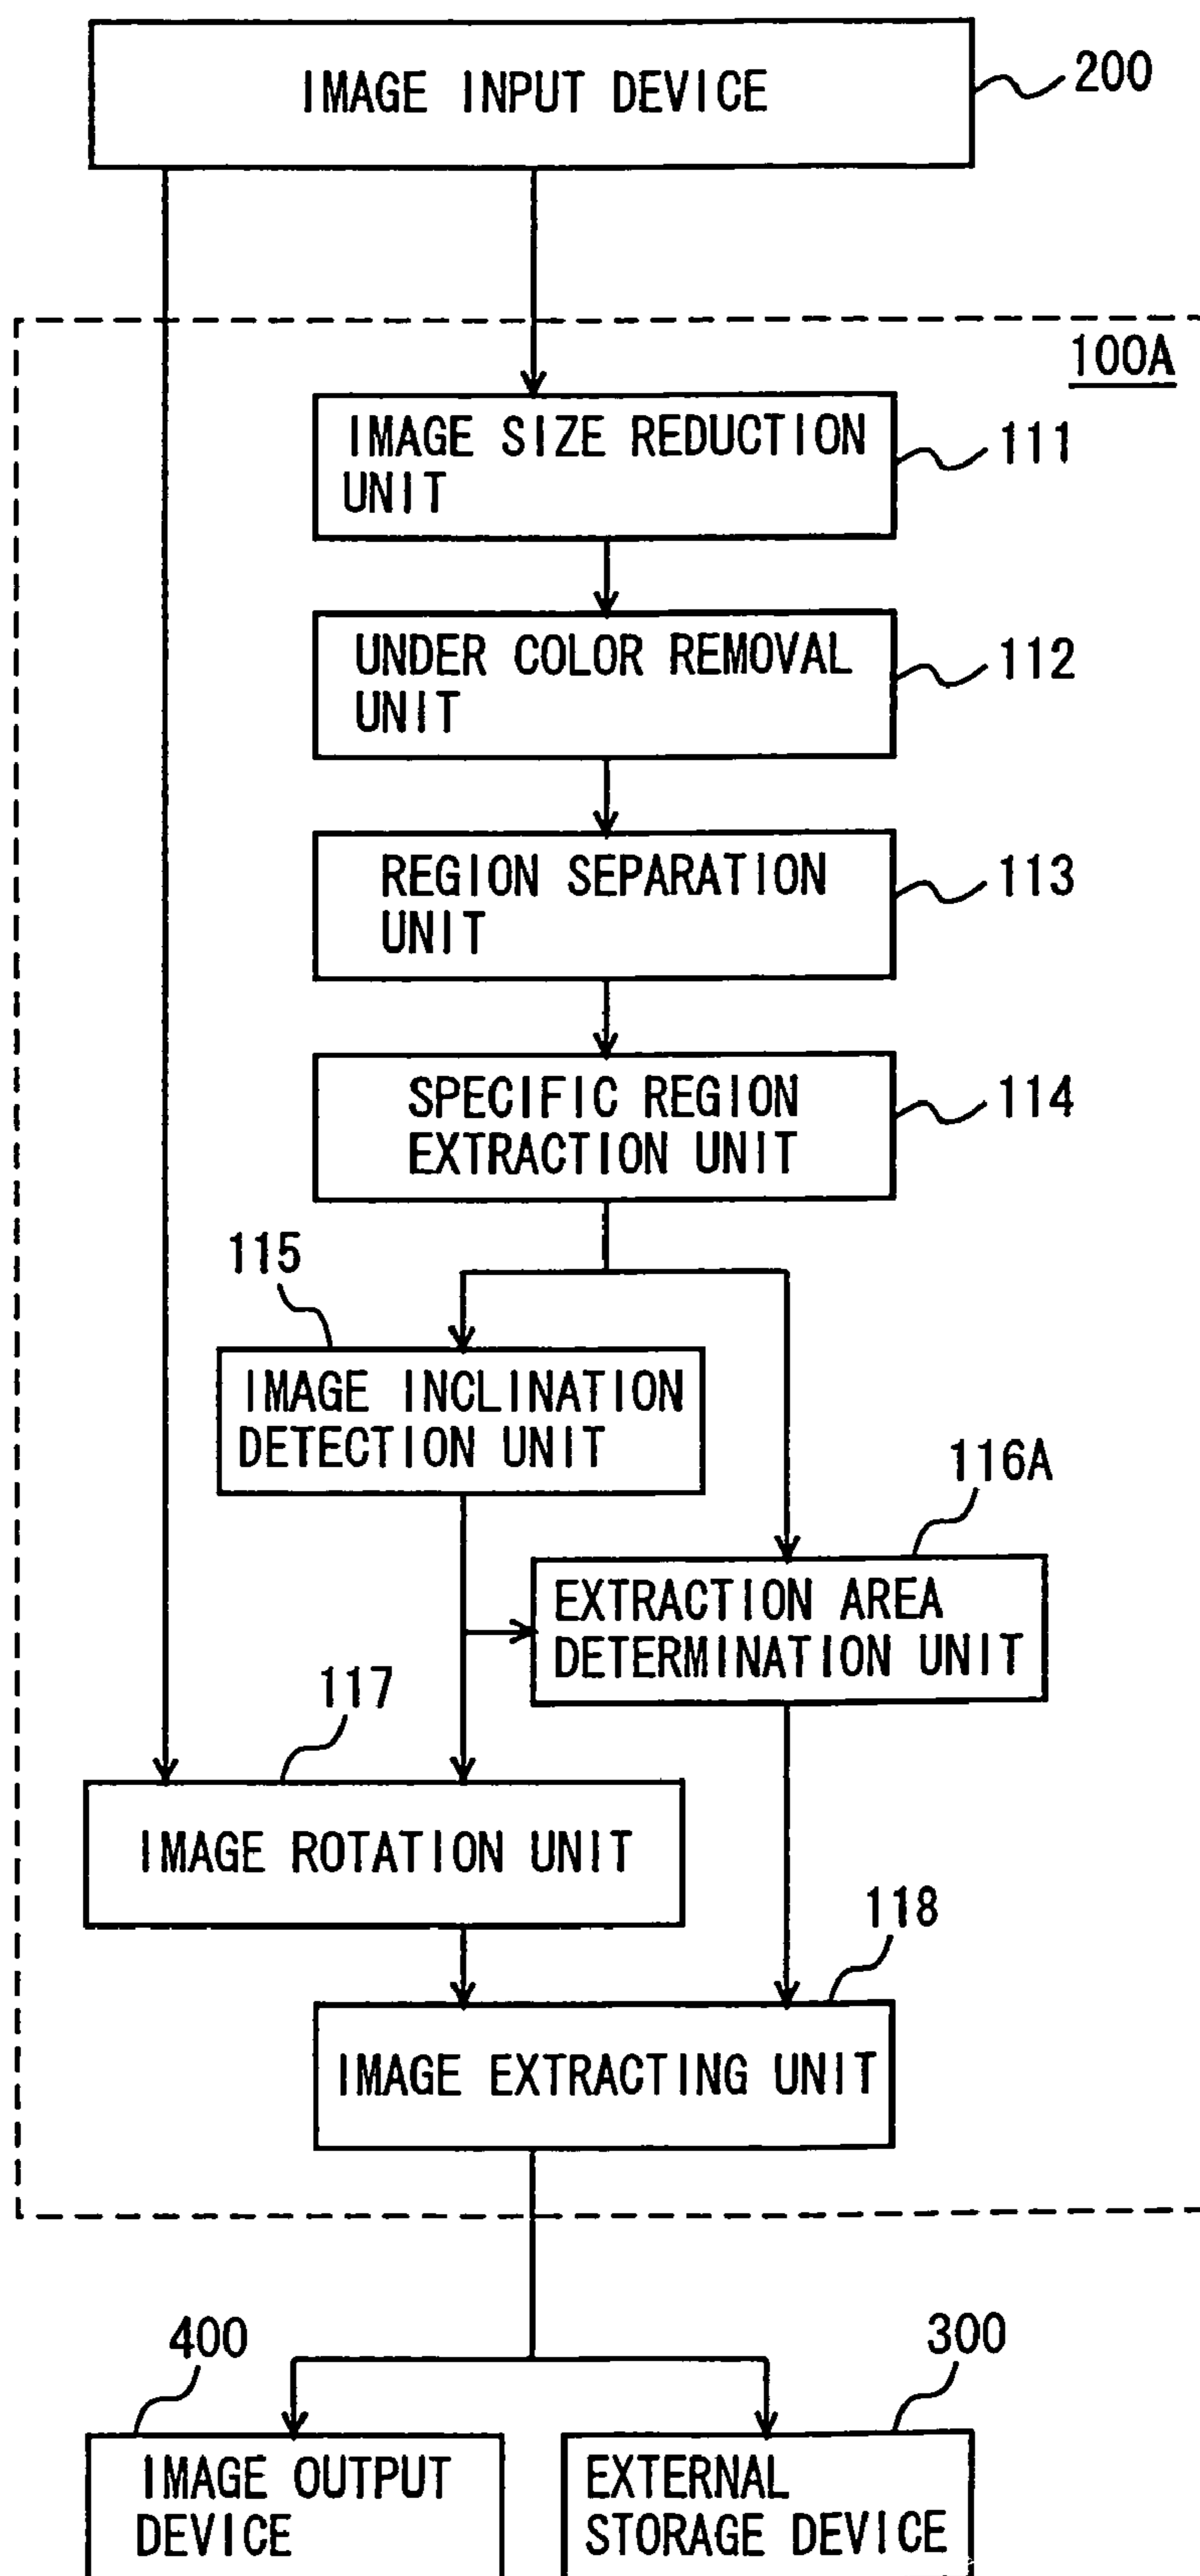 IMAGE INPUT DEVICE
200
100A
IMAGE SIZE REDUCTION
UNIT
111
UNDER COLOR REMOVAL
UNIT
112
REGION SEPARATION
UNIT
113
SPECIFIC REGION
EXTRACTION UNIT
114
115
IMAGE INCLINATION
DETECTION UNIT
116A
EXTRACTION AREA
DETERMINATION UNIT
117
IMAGE ROTATION UNIT
118
IMAGE EXTRACTING UNIT
400
300
IMAGE OUTPUT
DEVICE
EXTERNAL
STORAGE DEVICE